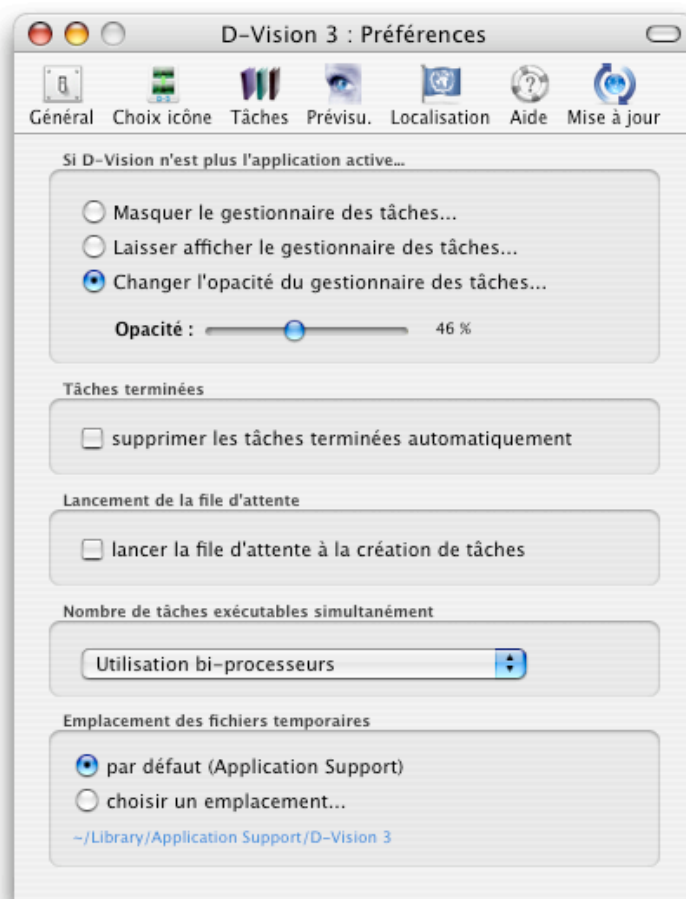 D-Vision 3 : Préférences
Général Choix icône Tâches Prévisu. Localisation Aide Mise à jour
Si D-Vision n'est plus l'application active...
Masquer le gestionnaire des tâches...
Laisser afficher le gestionnaire des tâches...
Changer l'opacité du gestionnaire des tâches...
Opacité : 46 %
Tâches terminées
supprimer les tâches terminées automatiquement
Lancement de la file d'attente
lancer la file d'attente à la création de tâches
Nombre de tâches exécutables simultanément
Utilisation bi-processeurs
Emplacement des fichiers temporaires
par défaut (Application Support)
choisir un emplacement...
~/Library/Application Support/D-Vision 3